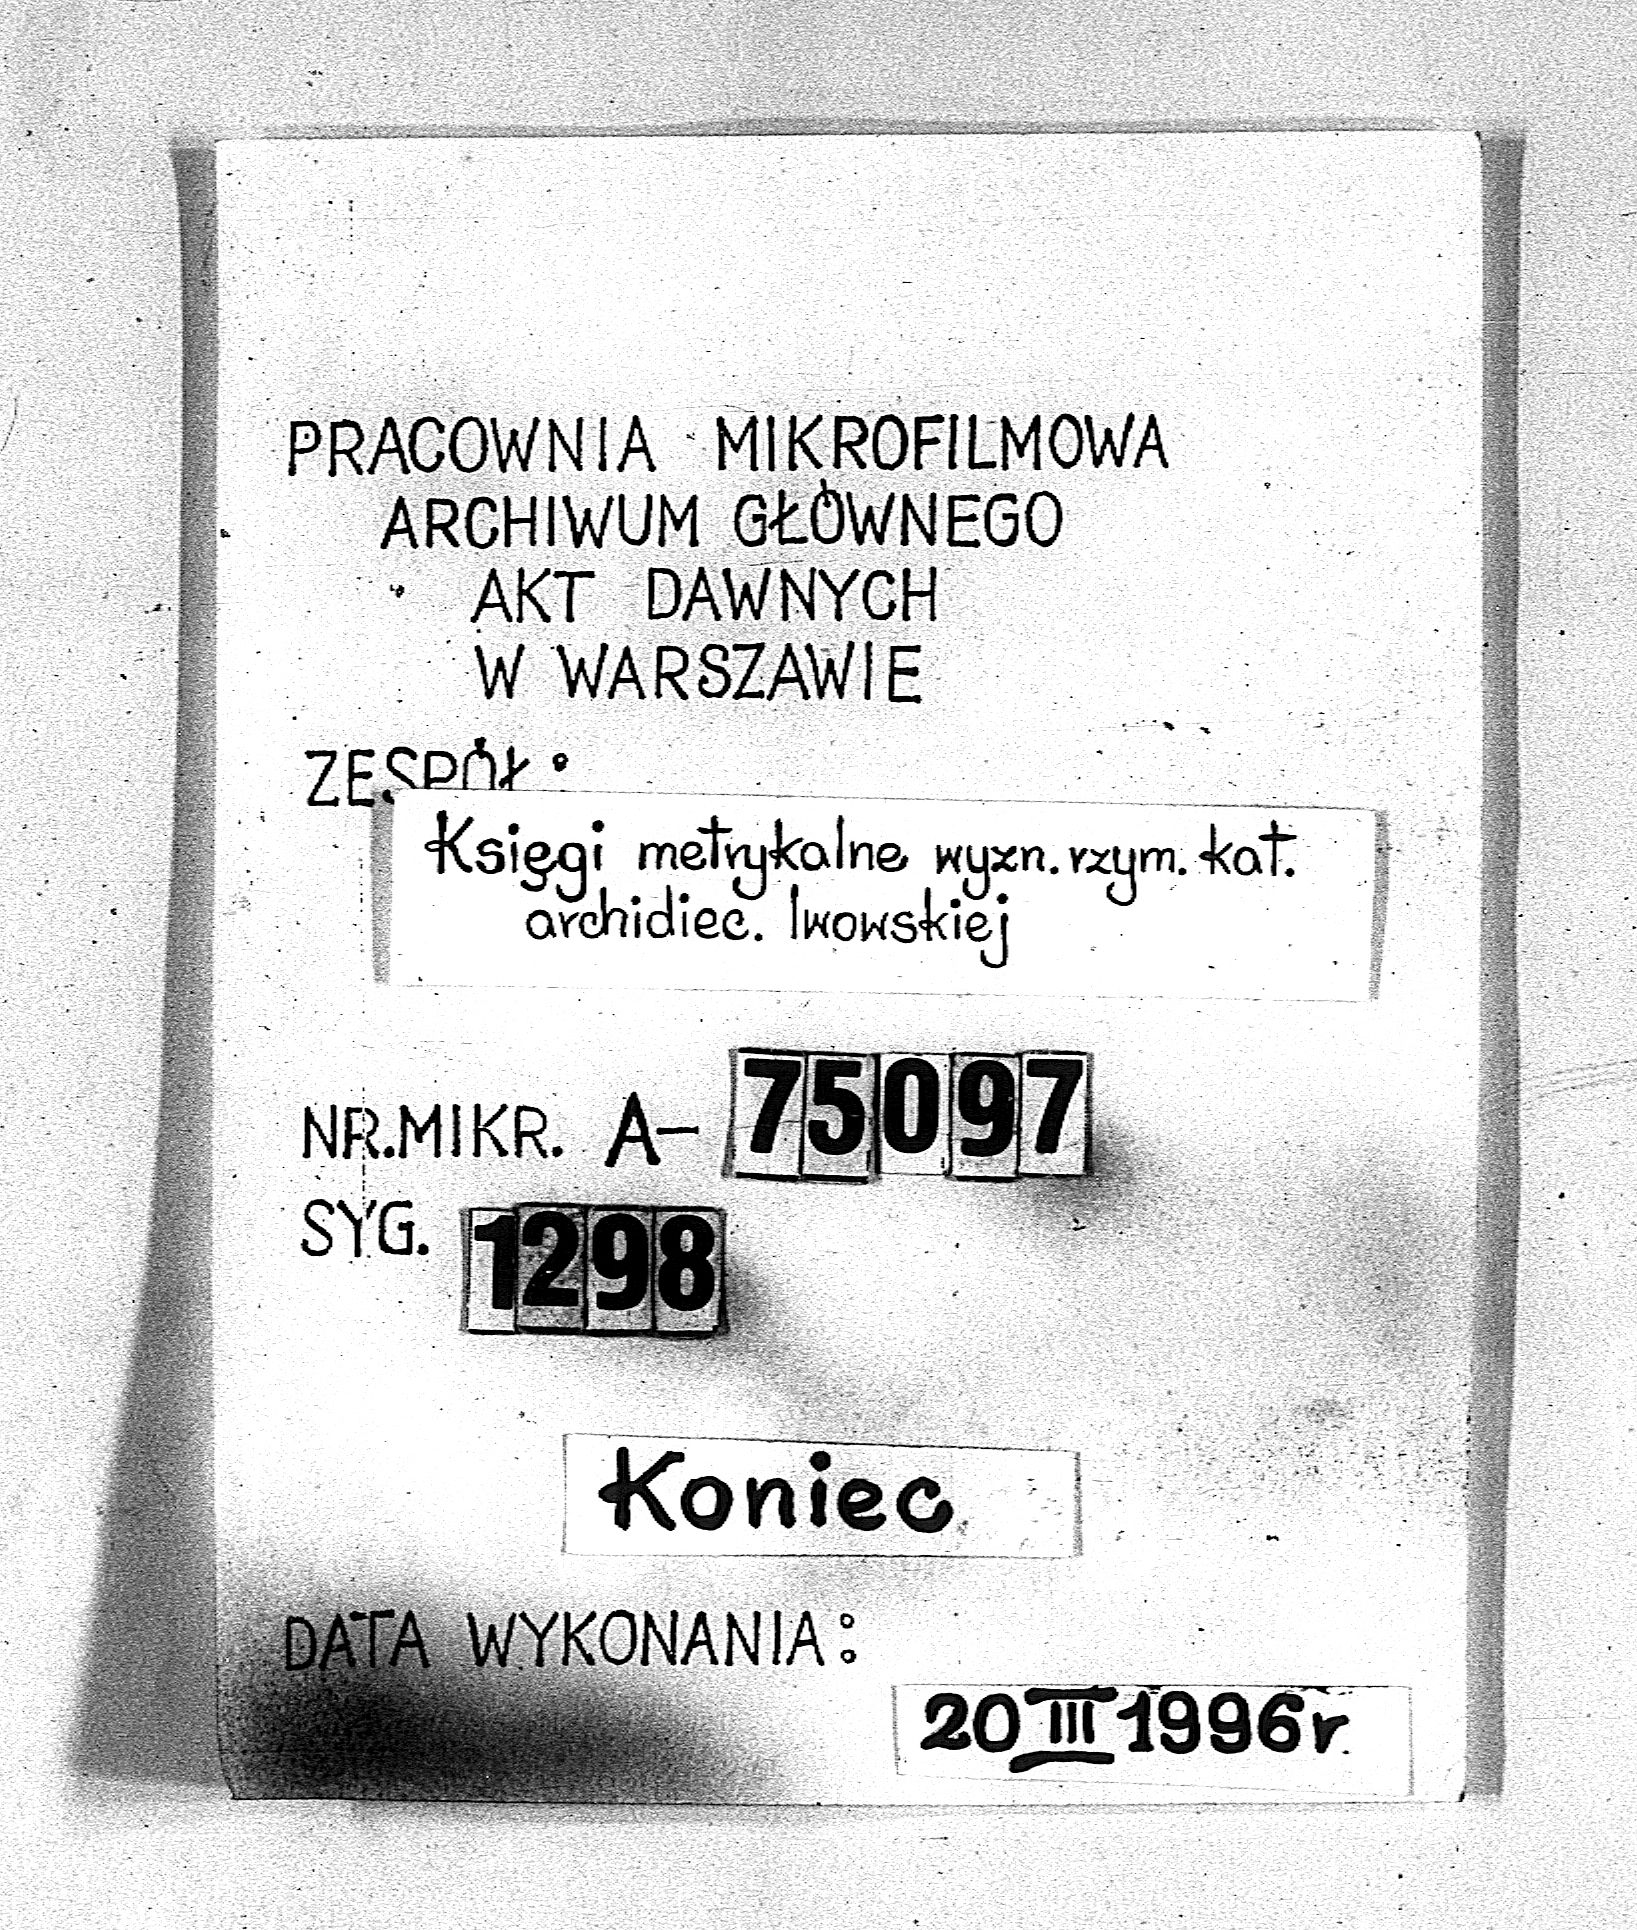 PRACOWNIA MIKROFILMOWA
ARCHIWUM GŁÓWNEGO
AKT DAWNYCH
W WARSZAWIE
ZESPÓŁ:
Księgi metrykalne wyzn. rzym. kat.
archidiec. lwowskiej
NR. MIKR. A- 75097
SYG. 1298
Koniec
DATA WYKONANIA:
20 III 1996 r.